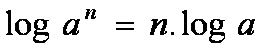 log aⁿ = n.log a